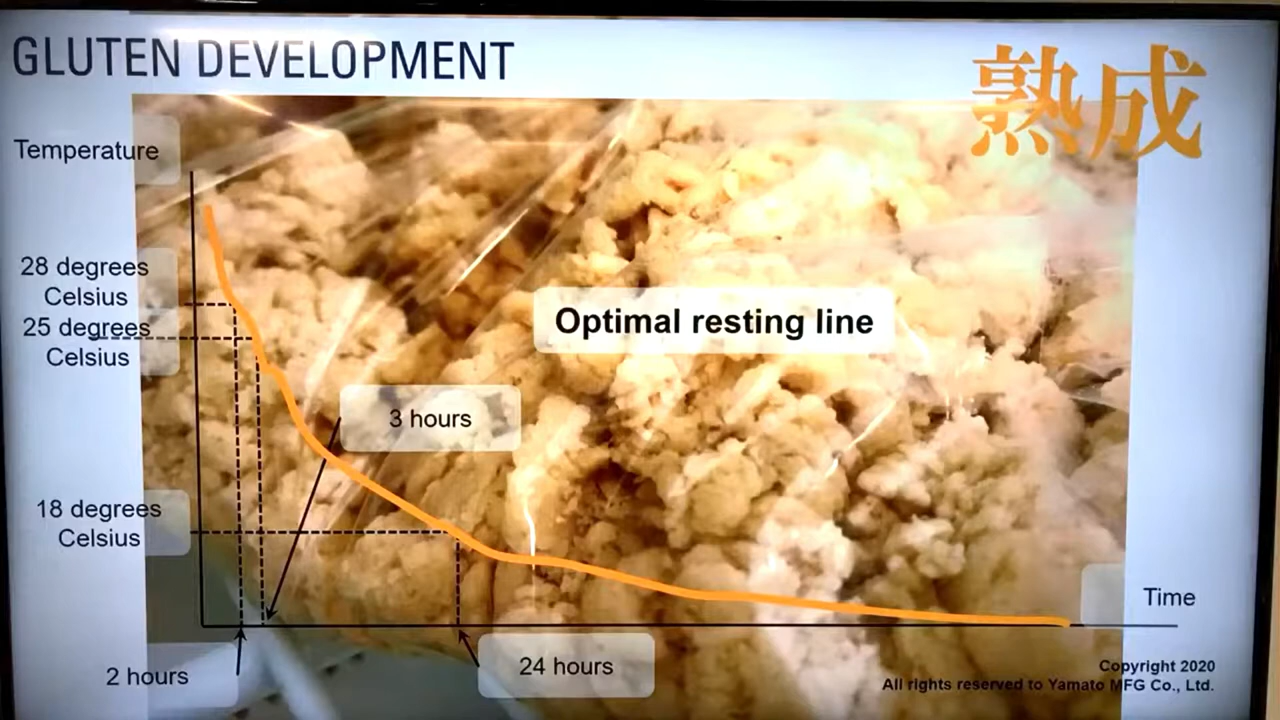 GLUTEN DEVELOPMENT
熟成
Temperature
28 degrees
Celsius
25 degrees
Celsius
Optimal resting line
3 hours
18 degrees
Celsius
Time
2 hours
24 hours
Copyright 2020
All rights reserved to Yamato MFG Co., Ltd.